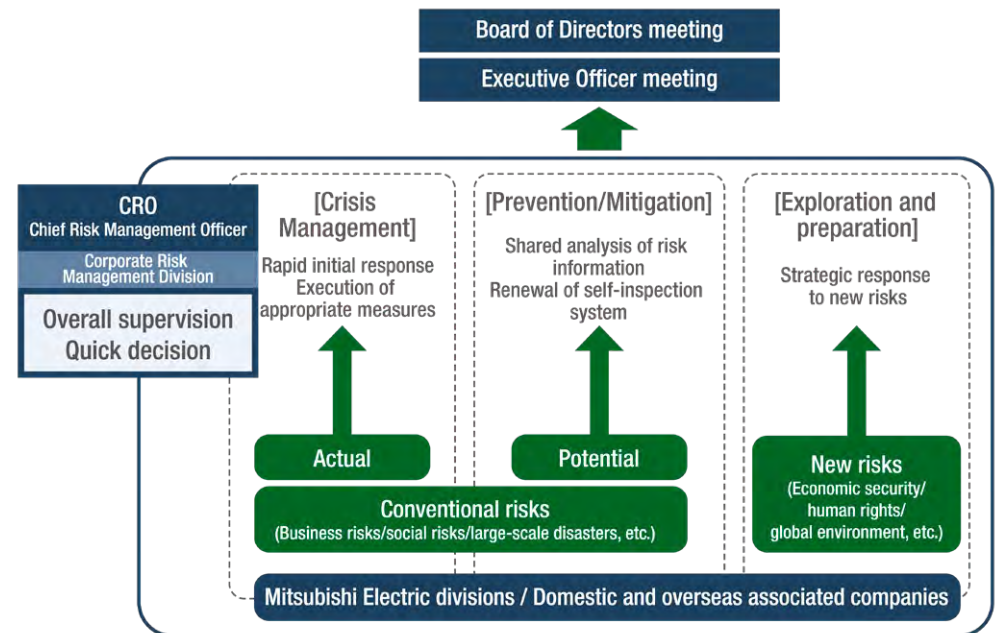 Board of Directors meeting
Executive Officer meeting
CRO
Chief Risk Management Officer
Corporate Risk
Management Division
Overall supervision
Quick decision
[Crisis
Management]
Rapid initial response
Execution of
appropriate measures
[Prevention/Mitigation]
Shared analysis of risk
information
Renewal of self-inspection
system
[Exploration and
preparation]
Strategic response
to new risks
Actual
Potential
Conventional risks
(Business risks/social risks/large-scale disasters, etc.)
New risks
(Economic security/
human rights/
global environment, etc.)
Mitsubishi Electric divisions / Domestic and overseas associated companies